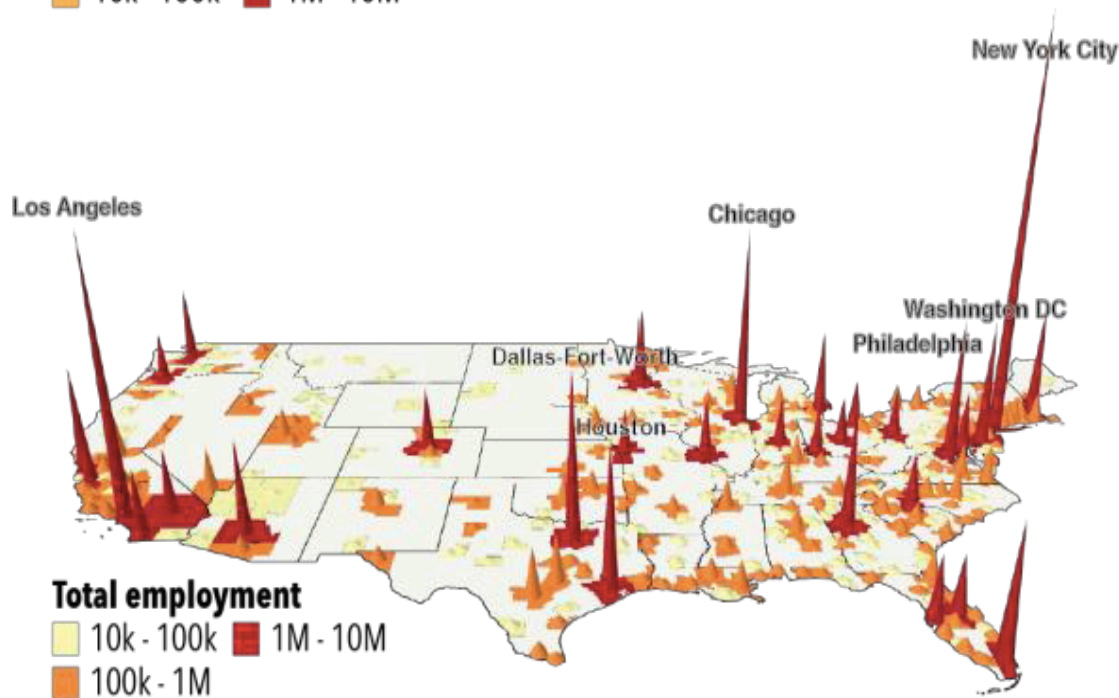 New York City
Los Angeles
Chicago
Washington DC
Philadelphia
Dallas-Fort-Worth
Houston
Total employment
10k - 100k
1M - 10M
100k - 1M